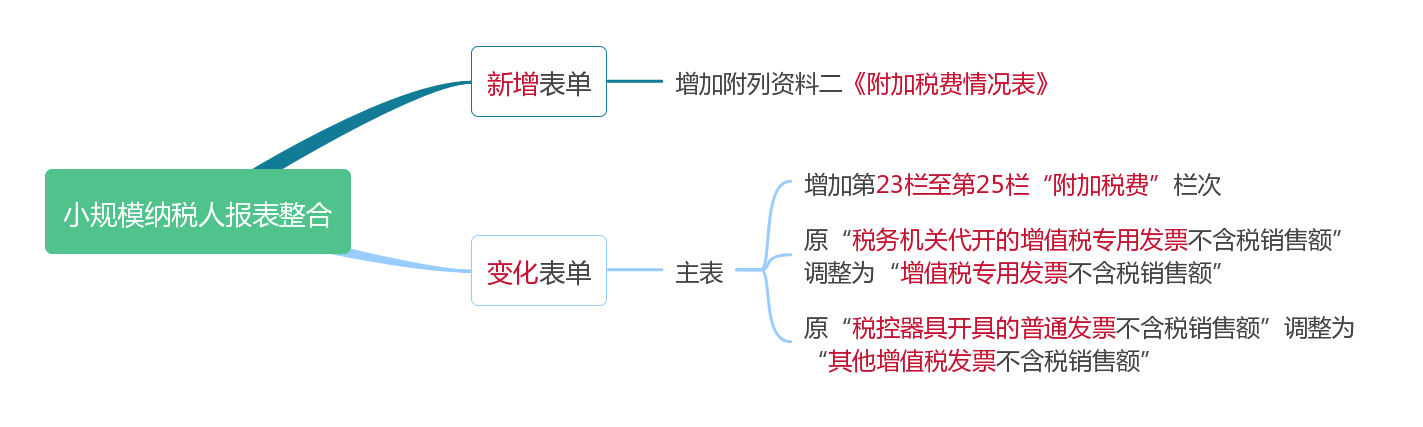 新增表单
增加附列资料二《附加税费情况表》
小规模纳税人报表整合
变化表单
主表
增加第23栏至第25栏“附加税费”栏次
原“税务机关代开的增值税专用发票不含税销售额”
调整为“增值税专用发票不含税销售额”
原“税控器具开具的普通发票不含税销售额”调整为
“其他增值税发票不含税销售额”